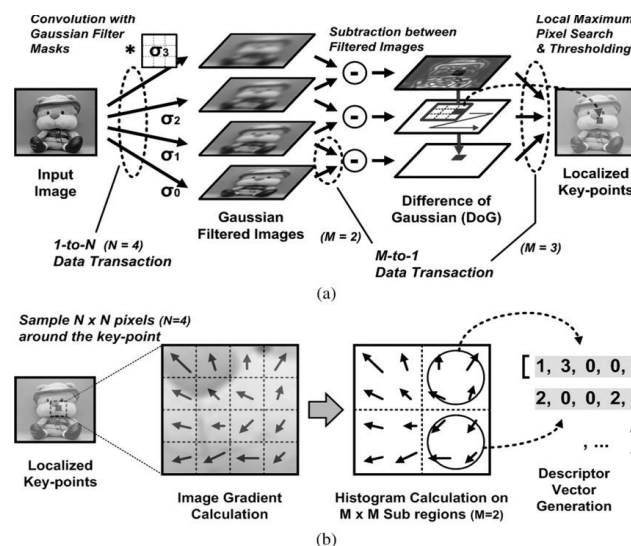 Convolution with
Gaussian Filter
Masks
* σ3
σ2
σ1
σ0
Subtraction between
Filtered Images
Local Maximum
Pixel Search
& Thresholding
-
-
-
Input
Image
Gaussian
Filtered Images
Difference of
Gaussian (DoG)
Localized
Key-points
1-to-N (N = 4)
Data Transaction
(M = 2)
M-to-1
Data Transaction
(M = 3)
(a)
Sample N x N pixels (N=4)
around the key-point
Localized
Key-points
Image Gradient
Calculation
Histogram Calculation on
M x M Sub regions (M=2)
[ 1, 3, 0, 0,
2, 0, 0, 2,
, ...
Descriptor
Vector
Generation
(b)